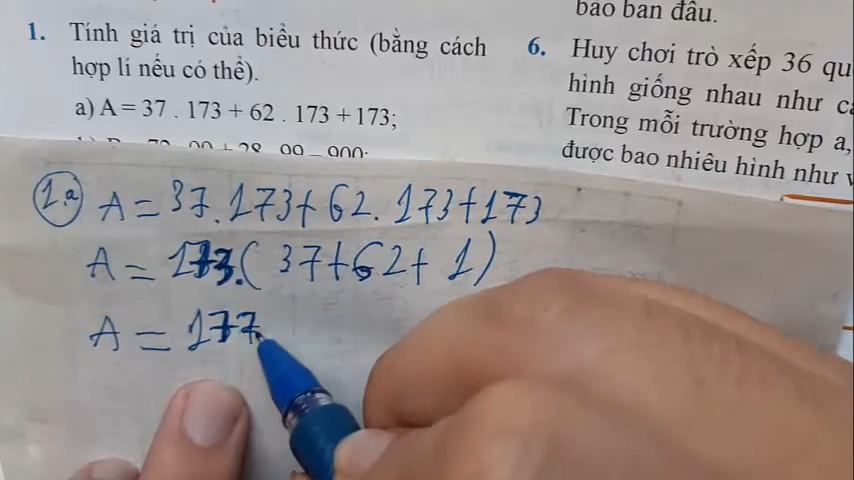 bao ban đầu.
1. Tính giá trị của biểu thức (bằng cách
hợp lí nếu có thể).
a) A = 37 . 173 + 62 . 173 + 173;
6. Huy chơi trò xếp 36 qu
hình giống nhau như c
Trong mỗi trường hợp a,
được bao nhiêu hình như v
1.a A = 37.173+62.173+173
A = 173.(37+62+1)
A = 177